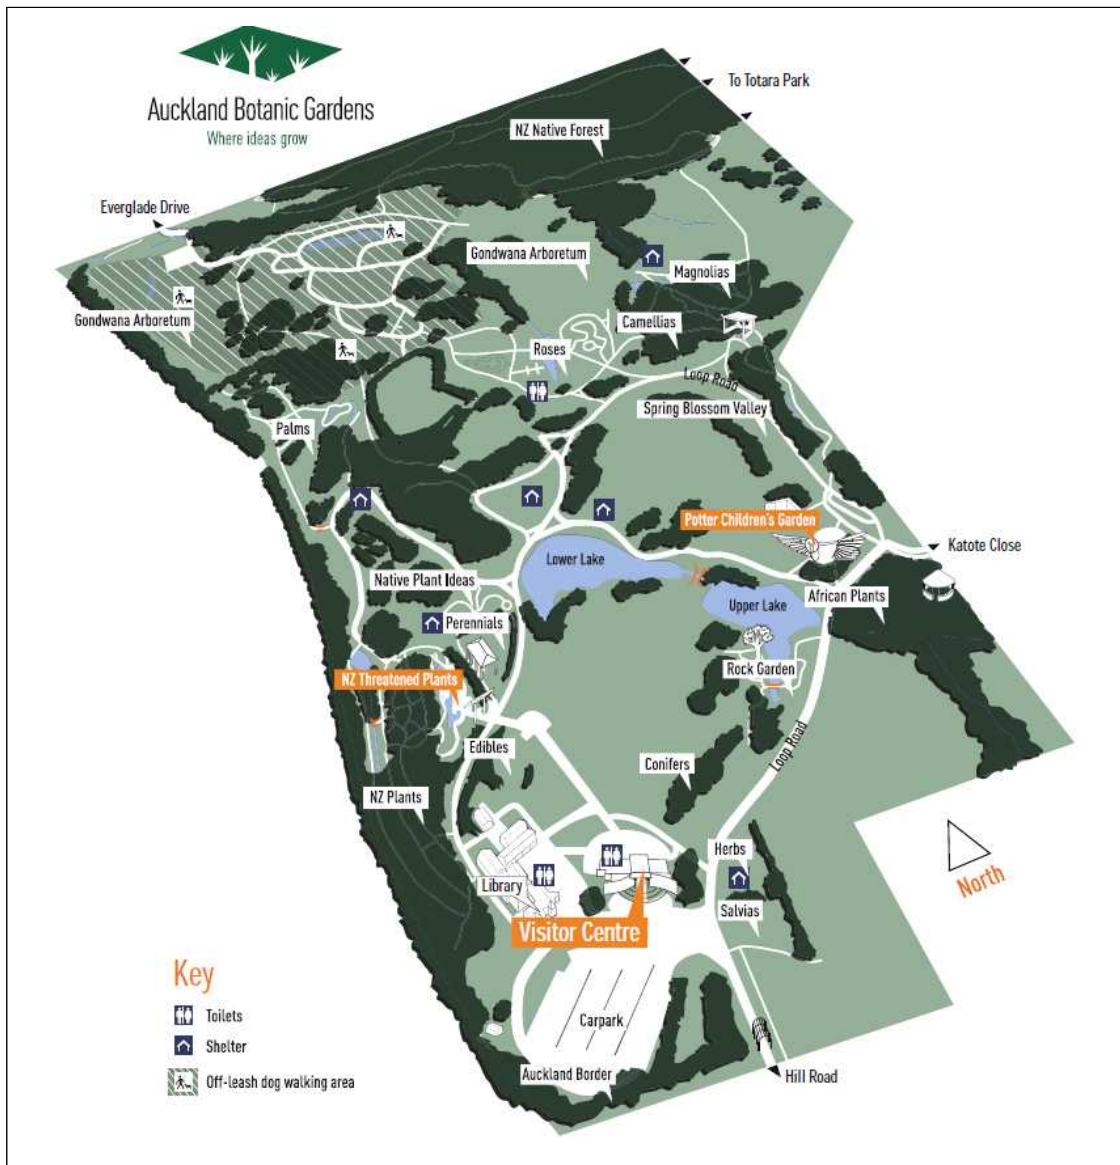 Auckland Botanic Gardens
Where ideas grow
To Totara Park
NZ Native Forest
Everglade Drive
Gondwana Arboretum
Magnolias
Gondwana Arboretum
Camellias
Roses
Loop Road
Spring Blossom Valley
Palms
Potter Children's Garden
Katote Close
Lower Lake
Native Plant Ideas
Upper Lake
African Plants
Perennials
Rock Garden
NZ Threatened Plants
Edibles
Loop Road
Conifers
NZ Plants
Herbs
North
Library
Salvias
Visitor Centre
Key
Toilets
Carpark
Shelter
Auckland Border
Hill Road
Off-leash dog walking area